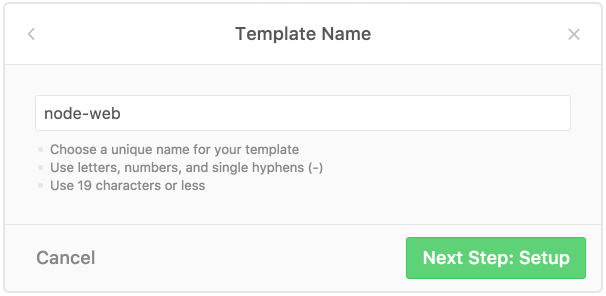 Template Name
node-web
Choose a unique name for your template
Use letters, numbers, and single hyphens (-)
Use 19 characters or less
Cancel
Next Step: Setup